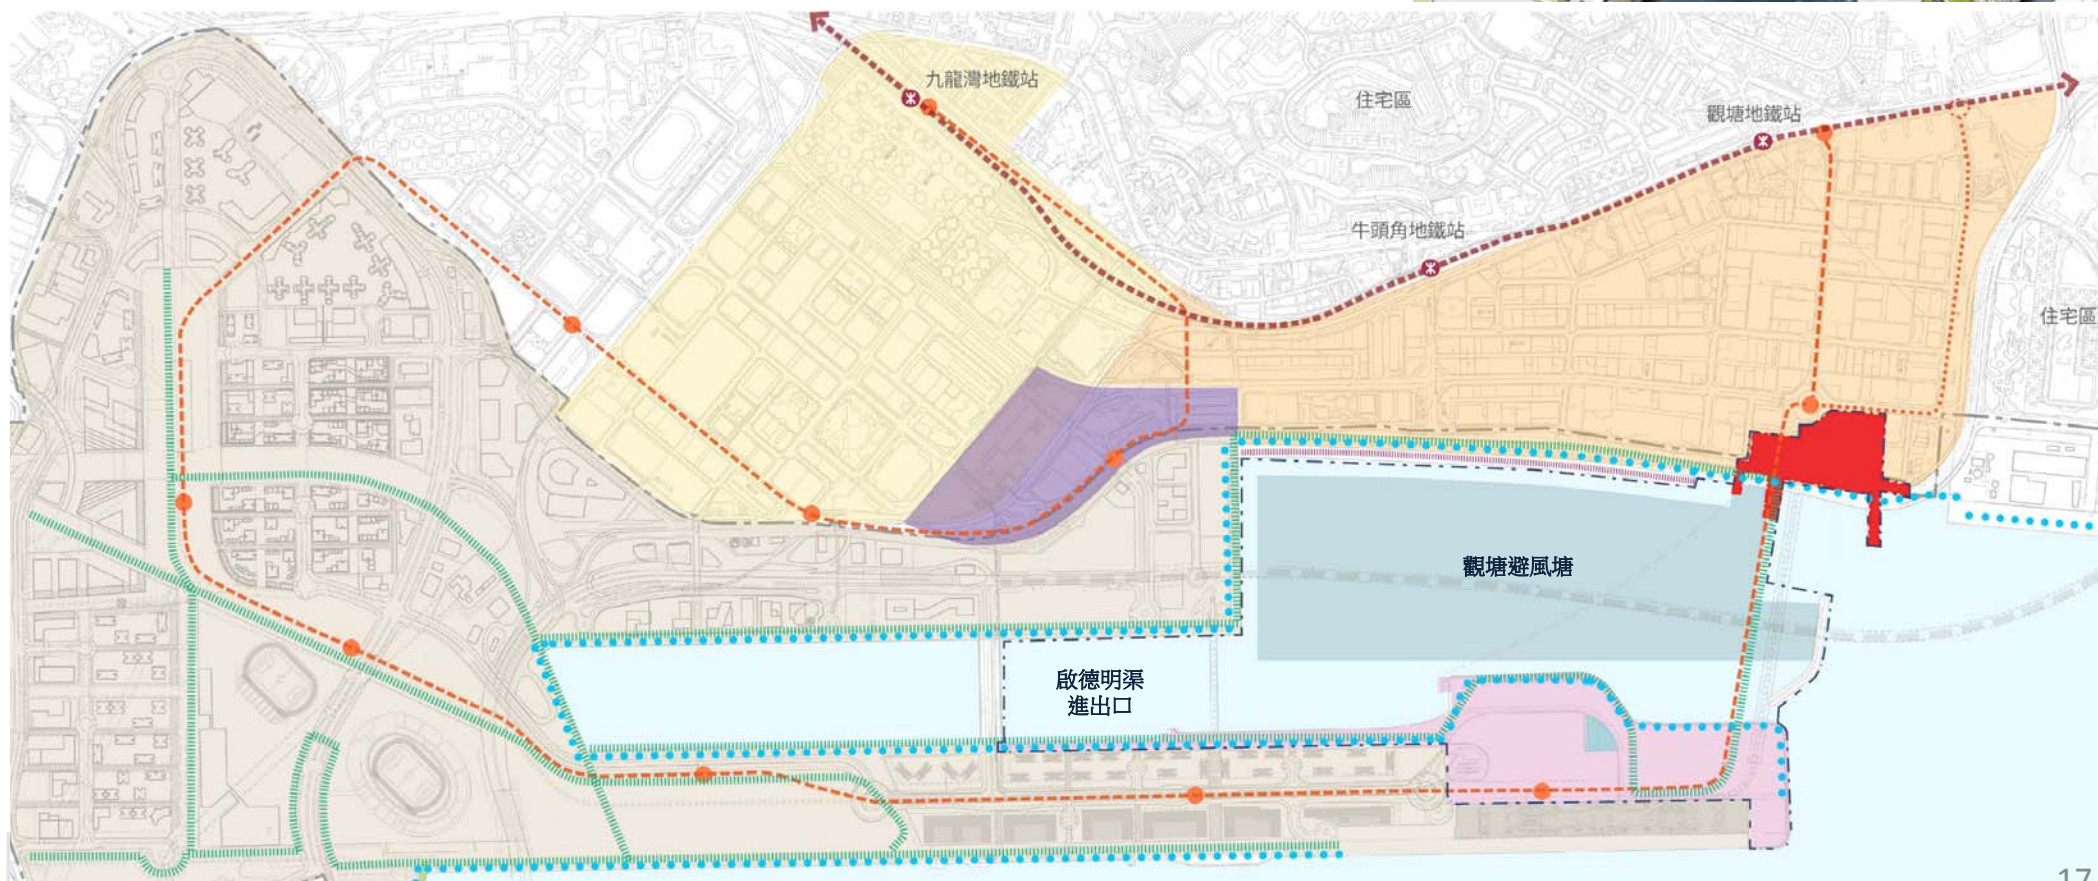 九龍灣地鐵站
住宅區
觀塘地鐵站
牛頭角地鐵站
住宅區
觀塘避風塘
啟德明渠
進出口
17